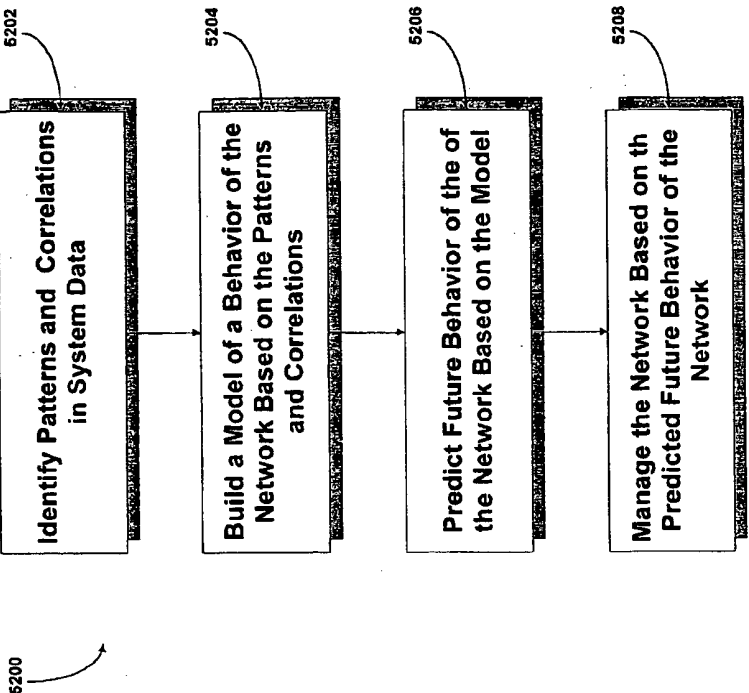 5200
5202
Identify Patterns and Correlations
in System Data
5204
Build a Model of a Behavior of the
Network Based on the Patterns
and Correlations
5206
Predict Future Behavior of the of
the Network Based on the Model
5208
Manage the Network Based on th
Predicted Future Behavior of the
Network